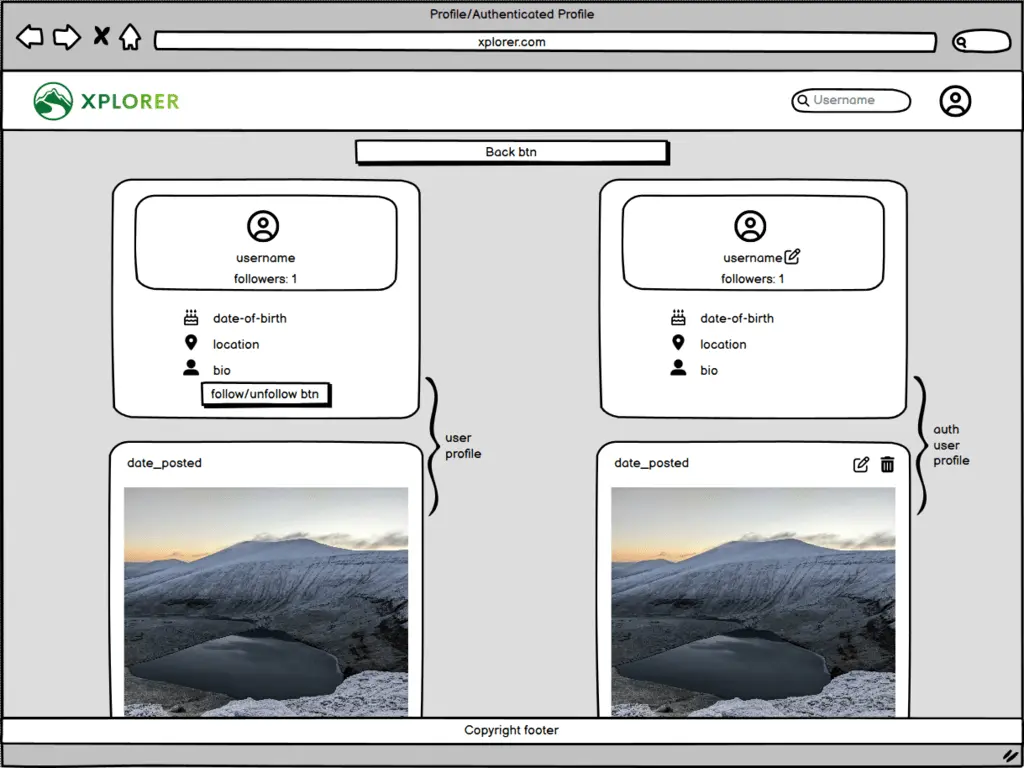 Profile/Authenticated Profile
xplorer.com
XPLORER
Username
Back btn
username
followers: 1
date-of-birth
location
bio
follow/unfollow btn
user
profile
date_posted
username
followers: 1
date-of-birth
location
bio
auth
user
profile
date_posted
Copyright footer